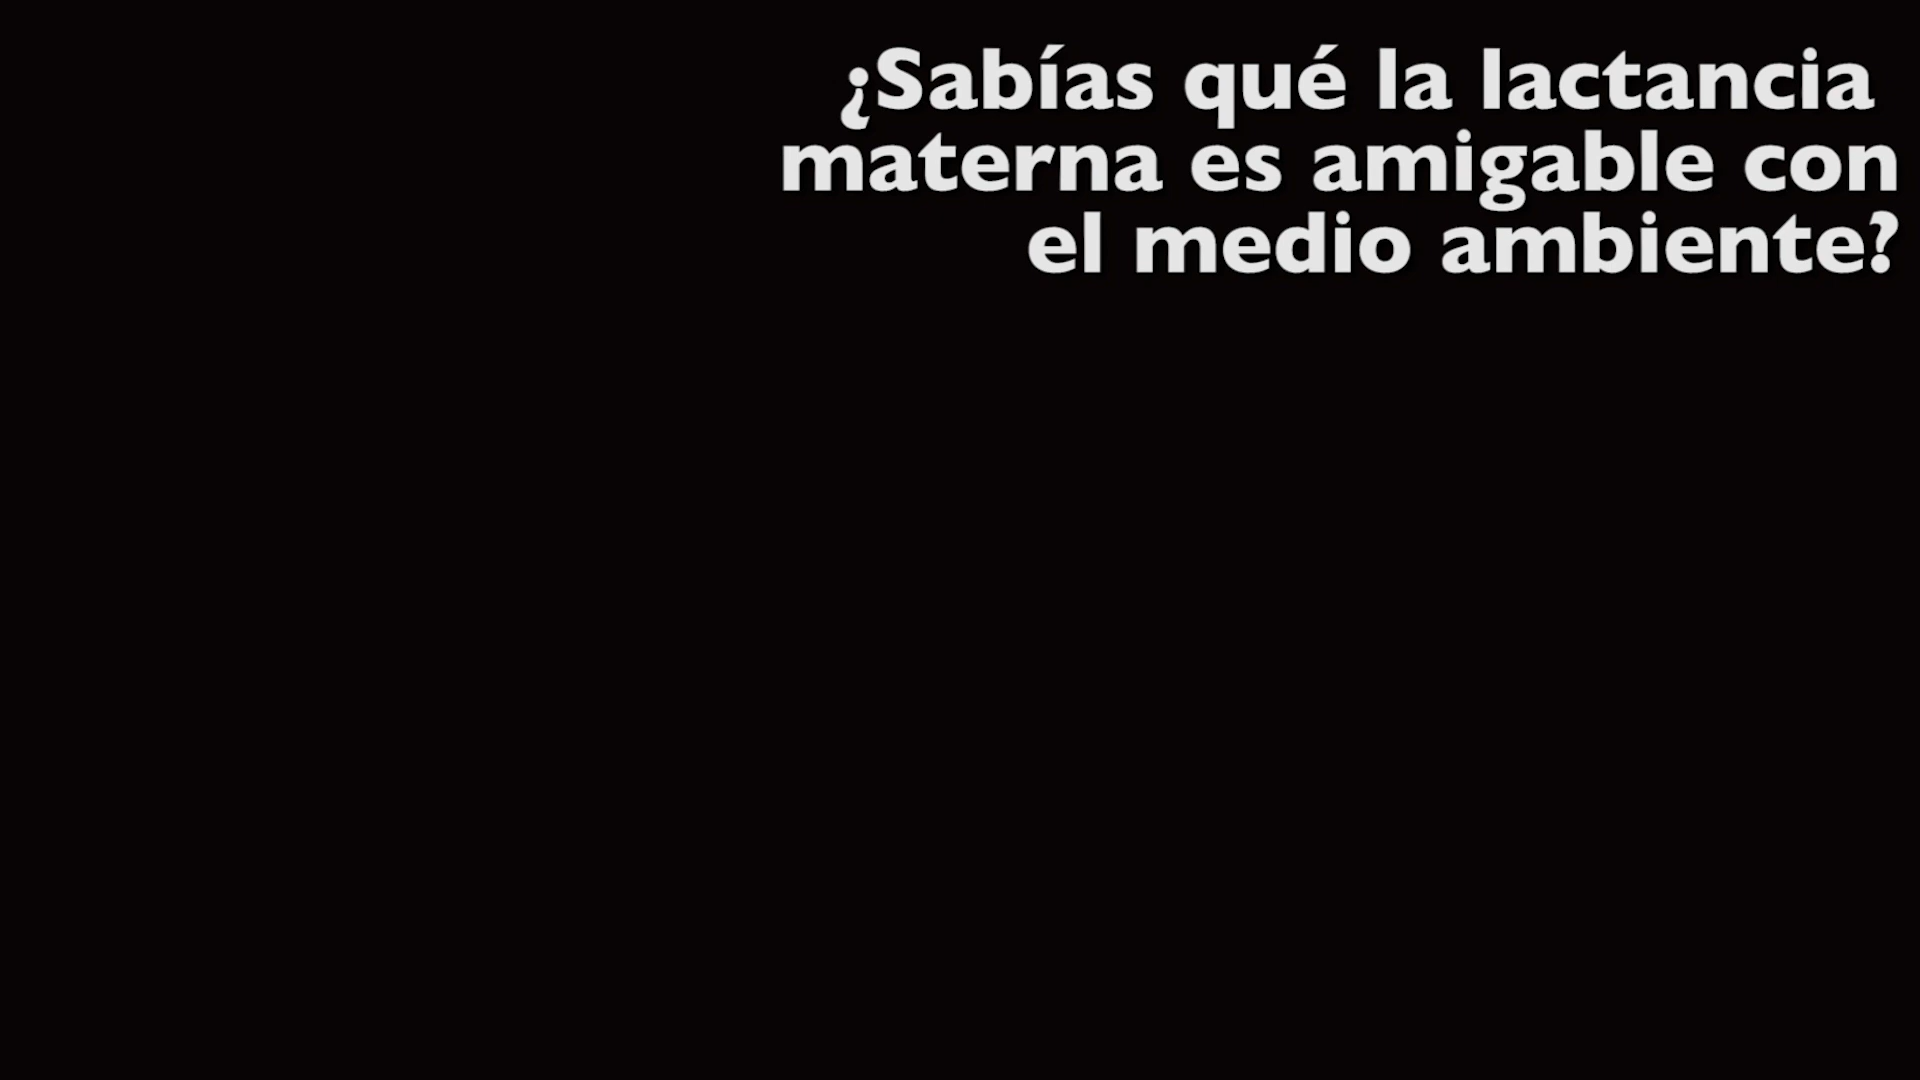 ¿Sabías qué la lactancia
materna es amigable con
el medio ambiente?